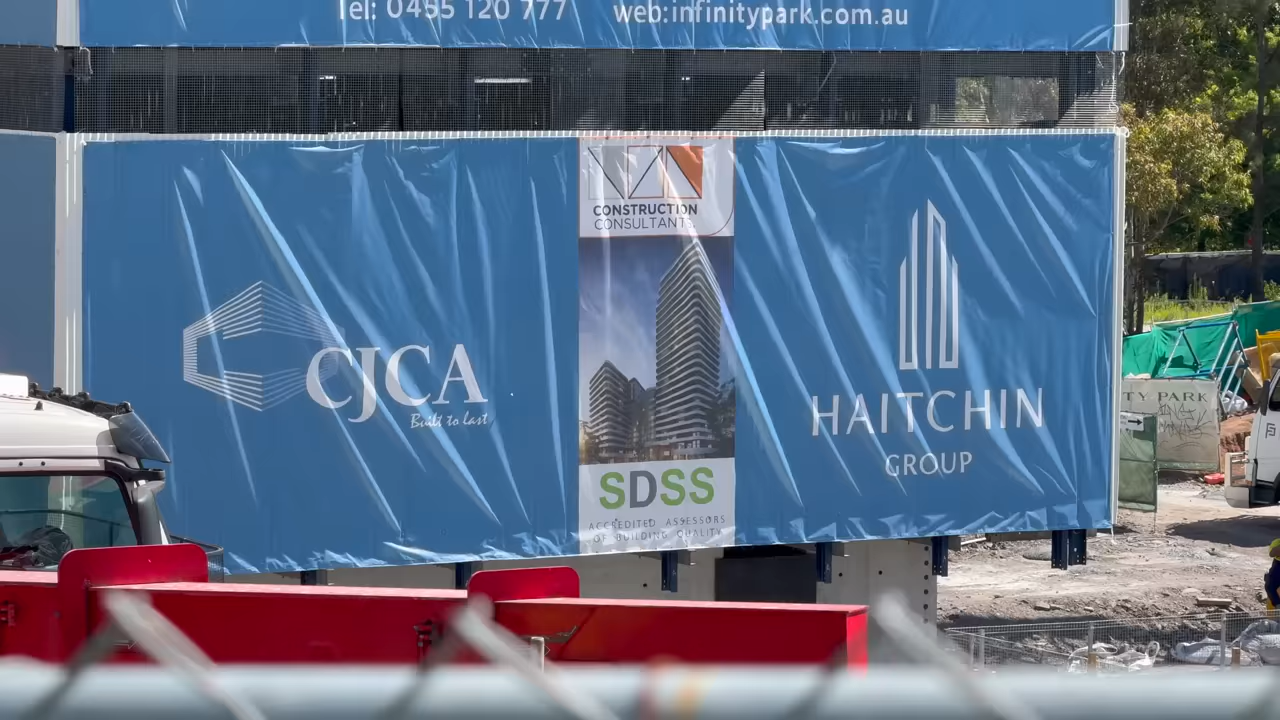 Tel: 0455 120 777 web:infinitypark.com.au
CONSTRUCTION
CONSULTANTS
CJCA
Built to last
HAITCHIN
GROUP
SDSS
ACCREDITED ASSESSORS
OF BUILDING QUALITY
TY PARK